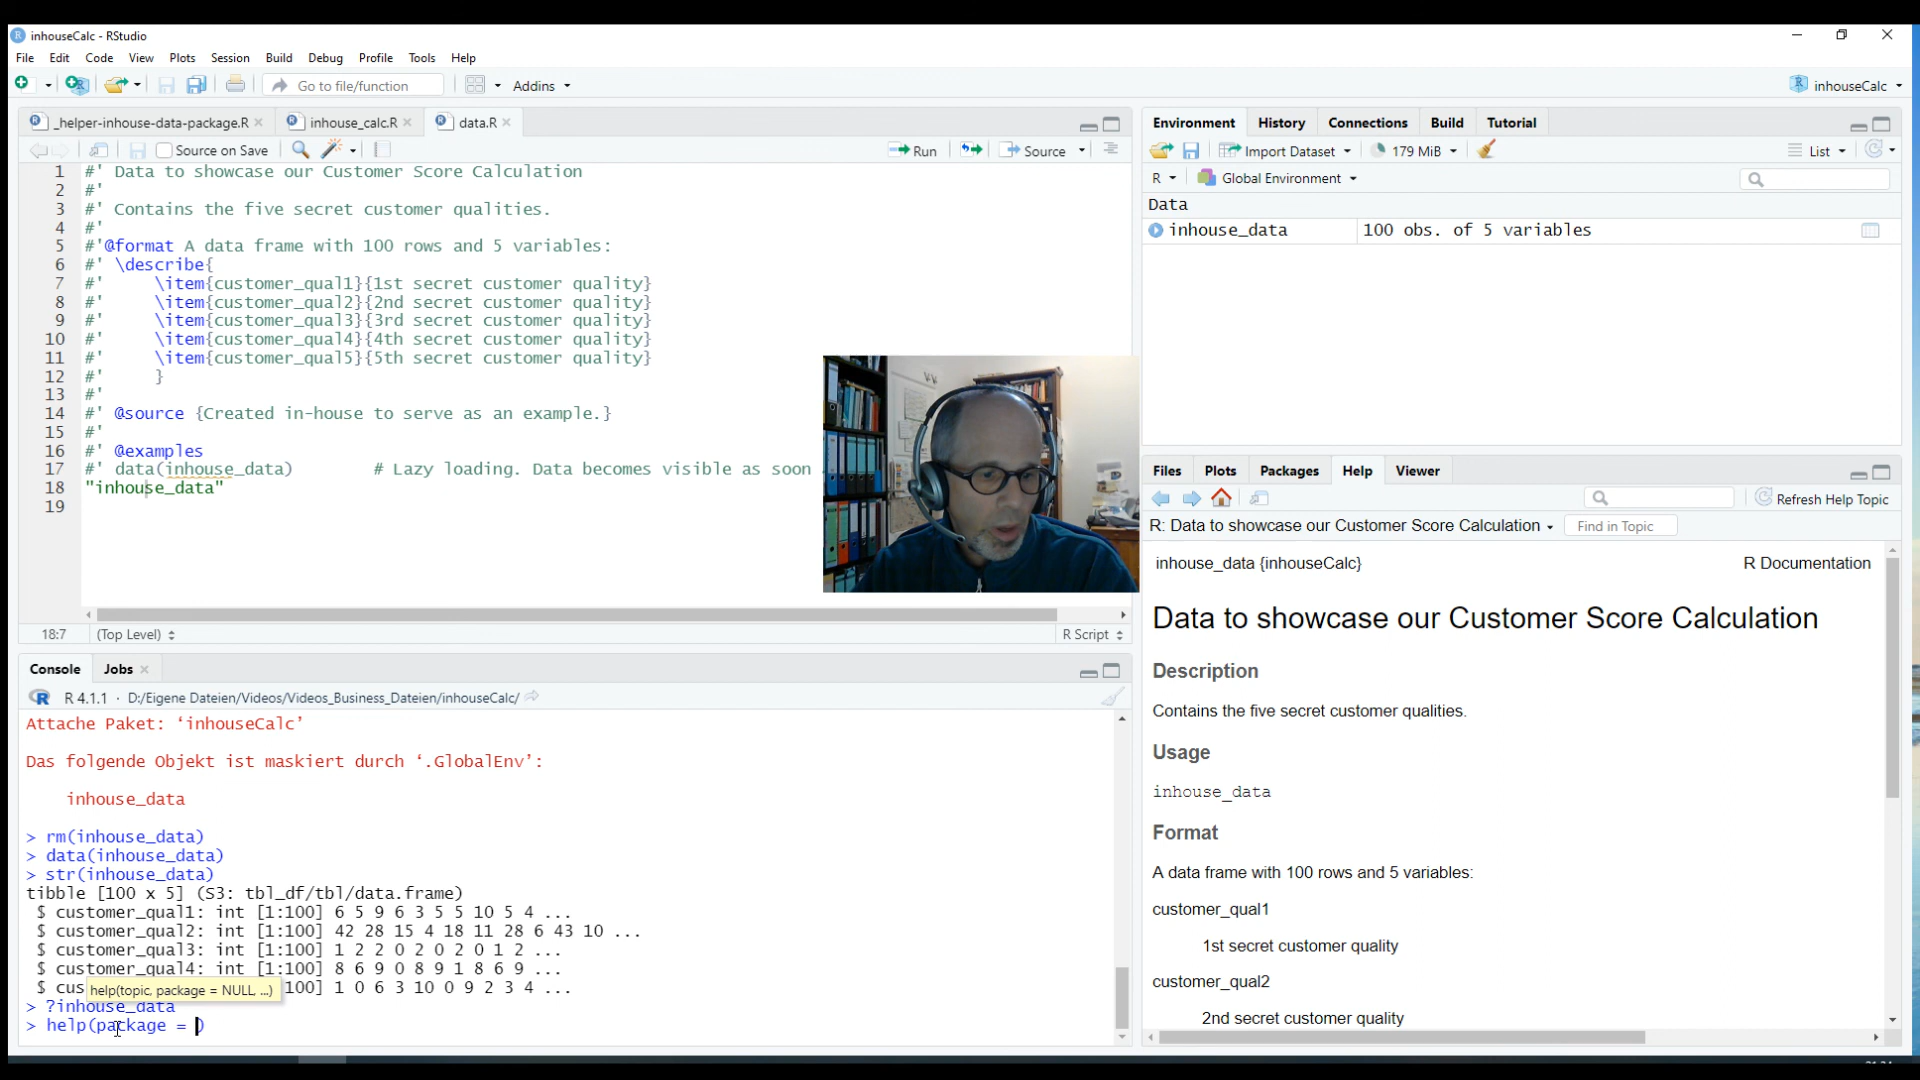 inhouseCalc - RStudio
File Edit Code View Plots Session Build Debug Profile Tools Help
Go to file/function Addins inhouseCalc
_helper-inhouse-data-package.R inhouse_calc.R data.R
Source on Save Run Source
1 #' Data to showcase our Customer Score Calculation
2 #'
3 #' Contains the five secret customer qualities.
4 #'
5 #'@format A data frame with 100 rows and 5 variables:
6 #' \describe{
7 #' \item{customer_qual1}{1st secret customer quality}
8 #' \item{customer_qual2}{2nd secret customer quality}
9 #' \item{customer_qual3}{3rd secret customer quality}
10 #' \item{customer_qual4}{4th secret customer quality}
11 #' \item{customer_qual5}{5th secret customer quality}
12 #' }
13 #'
14 #' @source {Created in-house to serve as an example.}
15 #'
16 #' @examples
17 #' data(inhouse_data) # Lazy loading. Data becomes visible as soon
18 "inhouse_data"
19
18:7 (Top Level) R Script
Console Jobs
R 4.1.1 · D:/Eigene Dateien/Videos/Videos_Business_Dateien/inhouseCalc/
Attache Paket: ‘inhouseCalc’
Das folgende Objekt ist maskiert durch ‘.GlobalEnv’:
inhouse_data
> rm(inhouse_data)
> data(inhouse_data)
> str(inhouse_data)
tibble [100 x 5] (S3: tbl_df/tbl/data.frame)
$ customer_qual1: int [1:100] 6 5 9 6 3 5 5 10 5 4 ...
$ customer_qual2: int [1:100] 42 28 15 4 18 11 28 6 43 10 ...
$ customer_qual3: int [1:100] 1 2 2 0 2 0 2 0 1 2 ...
$ customer_qual4: int [1:100] 8 6 9 0 8 9 1 8 6 9 ...
$ cus help(topic, package = NULL, ...) 100] 1 0 6 3 10 0 9 2 3 4 ...
> ?inhouse_data
> help(package = )
Environment History Connections Build Tutorial
Import Dataset 179 MiB List
R Global Environment
Data
inhouse_data 100 obs. of 5 variables
Files Plots Packages Help Viewer
Refresh Help Topic
R: Data to showcase our Customer Score Calculation Find in Topic
inhouse_data {inhouseCalc} R Documentation
Data to showcase our Customer Score Calculation
Description
Contains the five secret customer qualities.
Usage
inhouse_data
Format
A data frame with 100 rows and 5 variables:
customer_qual1
1st secret customer quality
customer_qual2
2nd secret customer quality